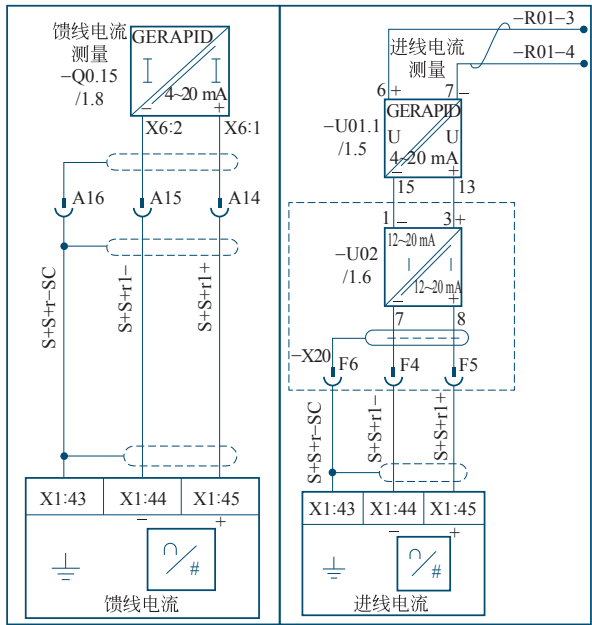 馈线电流
测量
−Q0.15
/1.8
GERAPID
4~20 mA
− +
X6:2
X6:1
A16
A15
A14
S+S+r−SC
S+S+r1−
S+S+r1+
X1:43
X1:44
X1:45
− +
∩/#
馈线电流
−R01−3
−R01−4
进线电流
测量
6 +
7 −
−U01.1
/1.5
GERAPID
U U
4~20 mA
− +
15
13
1 −
3 +
−U02
/1.6
12~20 mA
12~20 mA
− +
7
8
−X20
F6
F4
F5
S+S+r−SC
S+S+r1−
S+S+r1+
X1:43
X1:44
X1:45
− +
∩/#
进线电流